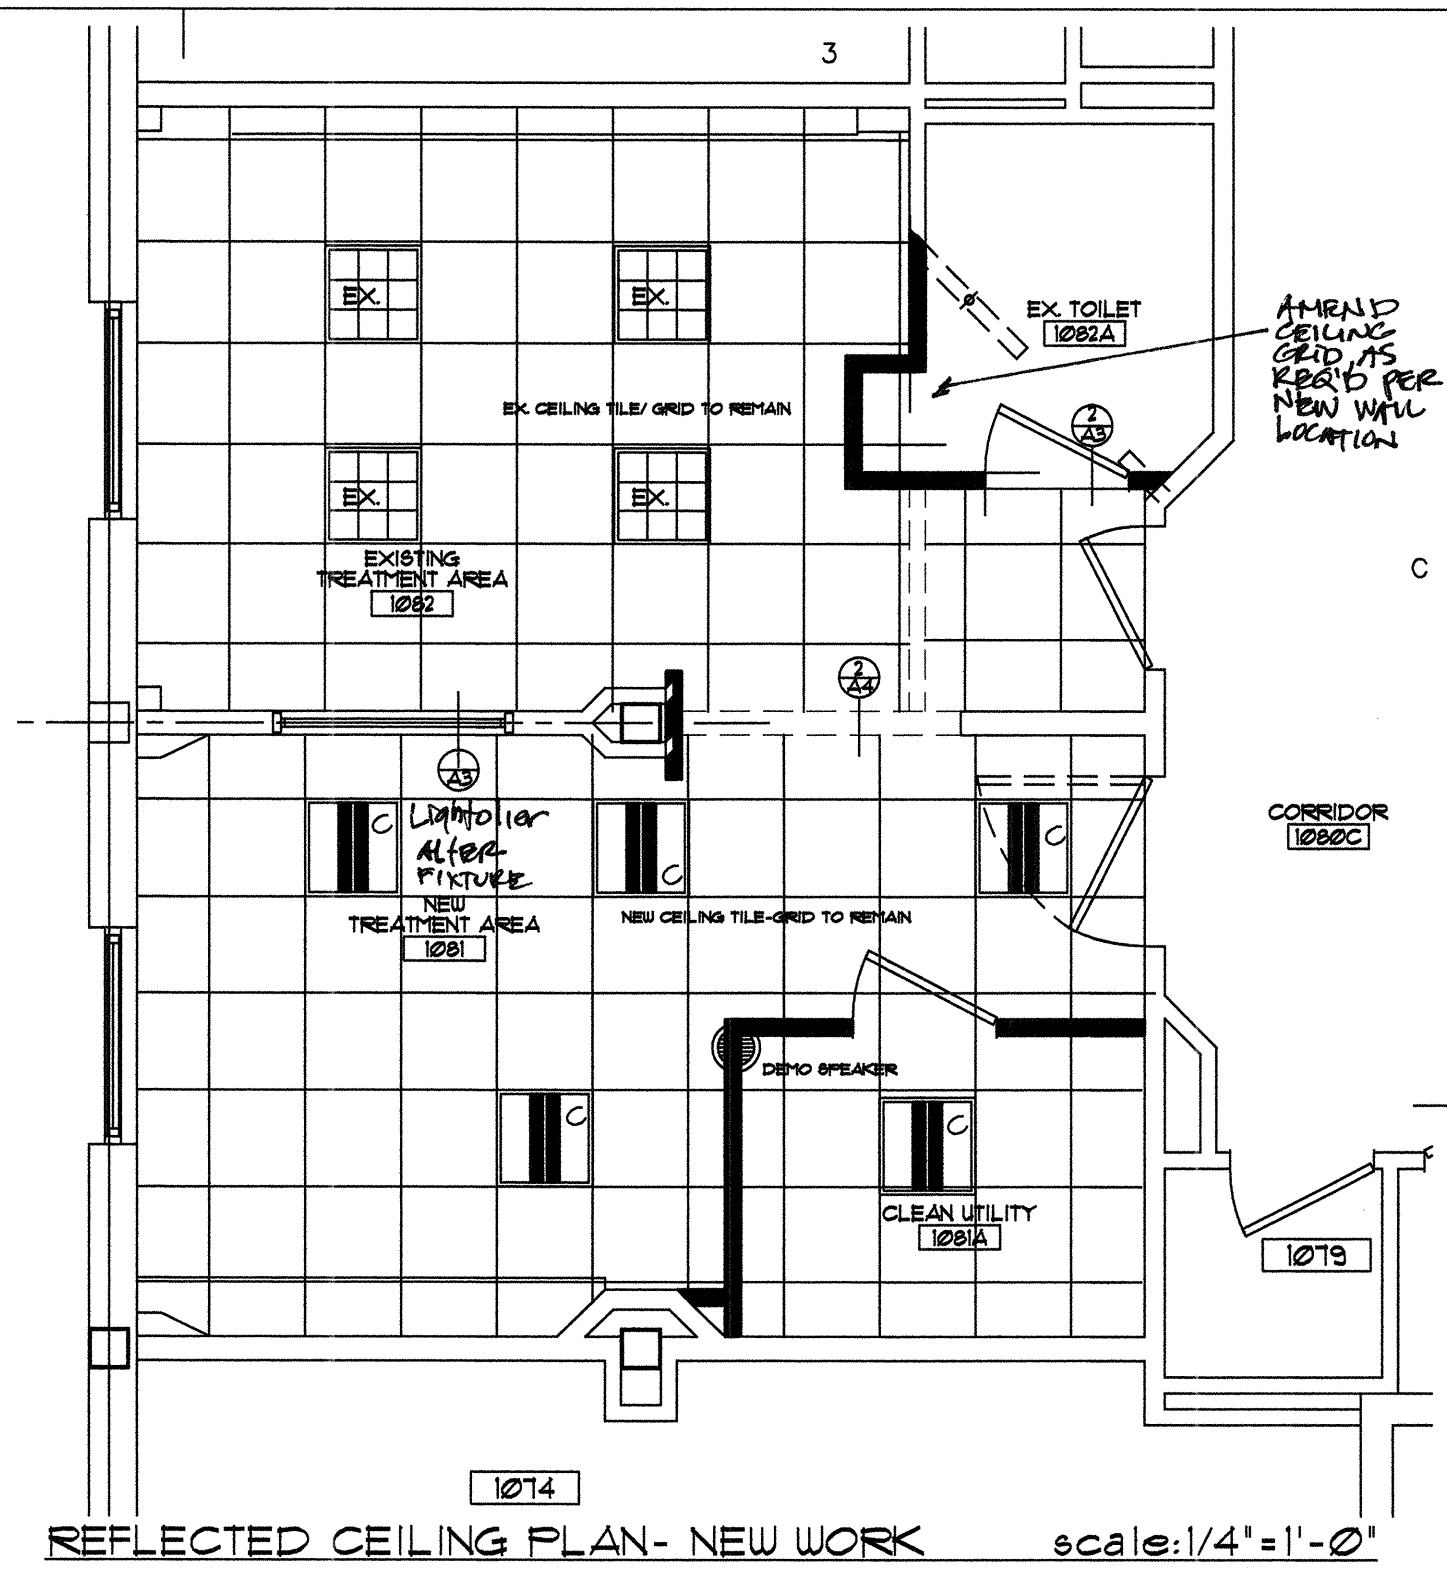 3
EX.
EX.
EX. TOILET
1082A
AMEND
CEILING
GRID AS
REQ'D PER
NEW WALL
LOCATION
EX. CEILING TILE/ GRID TO REMAIN
2
A3
EX.
EX.
EXISTING
TREATMENT AREA
1082
C
2
A4
A3
C
Lightolier
ALTER
FIXTURE
C
C
CORRIDOR
1080C
NEW
TREATMENT AREA
1081
NEW CEILING TILE-GRID TO REMAIN
DEMO SPEAKER
C
C
CLEAN UTILITY
1081A
1079
1074
REFLECTED CEILING PLAN- NEW WORK scale:1/4"=1'-0"